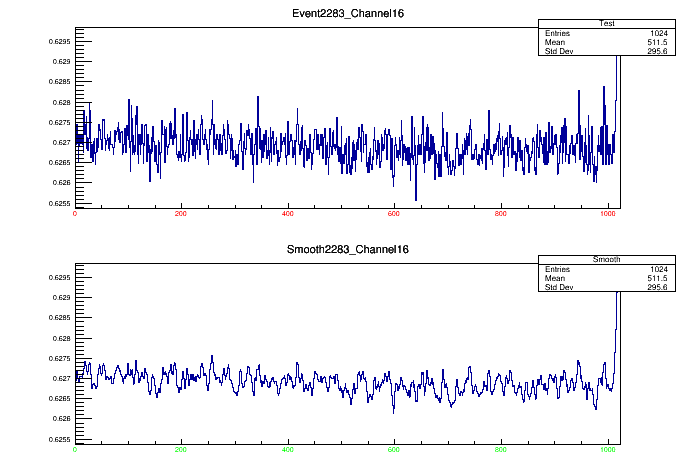 Event2283_Channel16
Test
Entries 1024
Mean 511.5
Std Dev 295.6
0.6295
0.629
0.6285
0.628
0.6275
0.627
0.6265
0.626
0.6255
0 200 400 600 800 1000
Smooth2283_Channel16
Smooth
Entries 1024
Mean 511.5
Std Dev 295.6
0.6295
0.629
0.6285
0.628
0.6275
0.627
0.6265
0.626
0.6255
0 200 400 600 800 1000